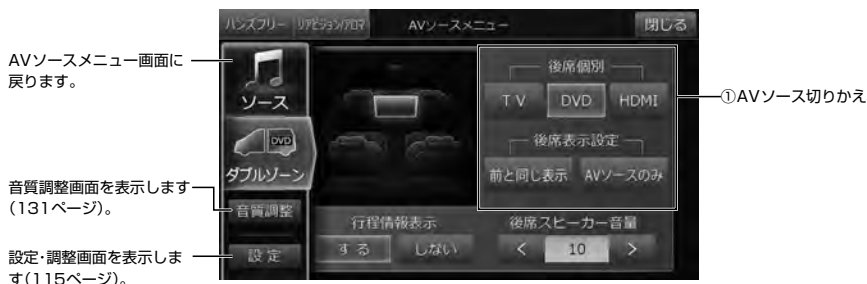 ハンズフリー リアビジョン/アロマ AVソースメニュー 閉じる
AVソースメニュー画面に
戻ります。
ソース
DVD
ダブルゾーン
音質調整画面を表示します
(131ページ)。
音質調整
設定・調整画面を表示しま
す(115ページ)。
設 定
後席個別
TV DVD HDMI
後席表示設定
前と同じ表示 AVソースのみ
①AVソース切りかえ
行程情報表示
する しない
後席スピーカー音量
< 10 >